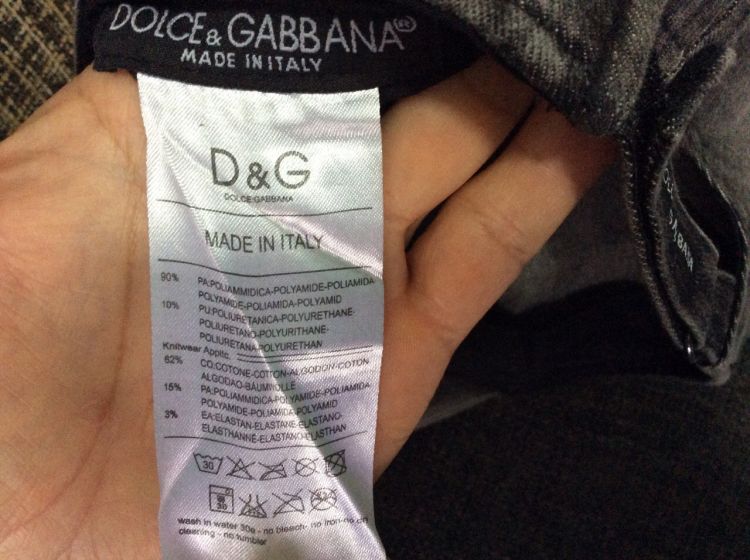 DOLCE & GABBANA
MADE IN ITALY
D&G
DOLCE GABBANA
MADE IN ITALY
90% PA:POLIAMMIDICA-POLYAMIDE-POLIAMIDA
POLYAMIDE-POLIAMIDA-POLYAMID
10% PU:POLIURETANICA-POLYURETHANE-
POLIURETANO-POLYURITHANE-
POLIURETANA-POLYURETHAN
Knitwear Applic.
62% CO:COTONE-COTTON-ALGODON-COTON
ALGODAO-BAUMWOLLE
15% PA:POLIAMMIDICA-POLYAMIDE-POLIAMIDA
POLYAMIDE-POLIAMIDA-POLYAMID
3% EA:ELASTAN-ELASTANE-ELASTANO-
ELASTHANNE-ELASTANO-ELASTHAN
30
30
wash in water 30e - no bleach- no iron-no dri
cleaning - no tumbler